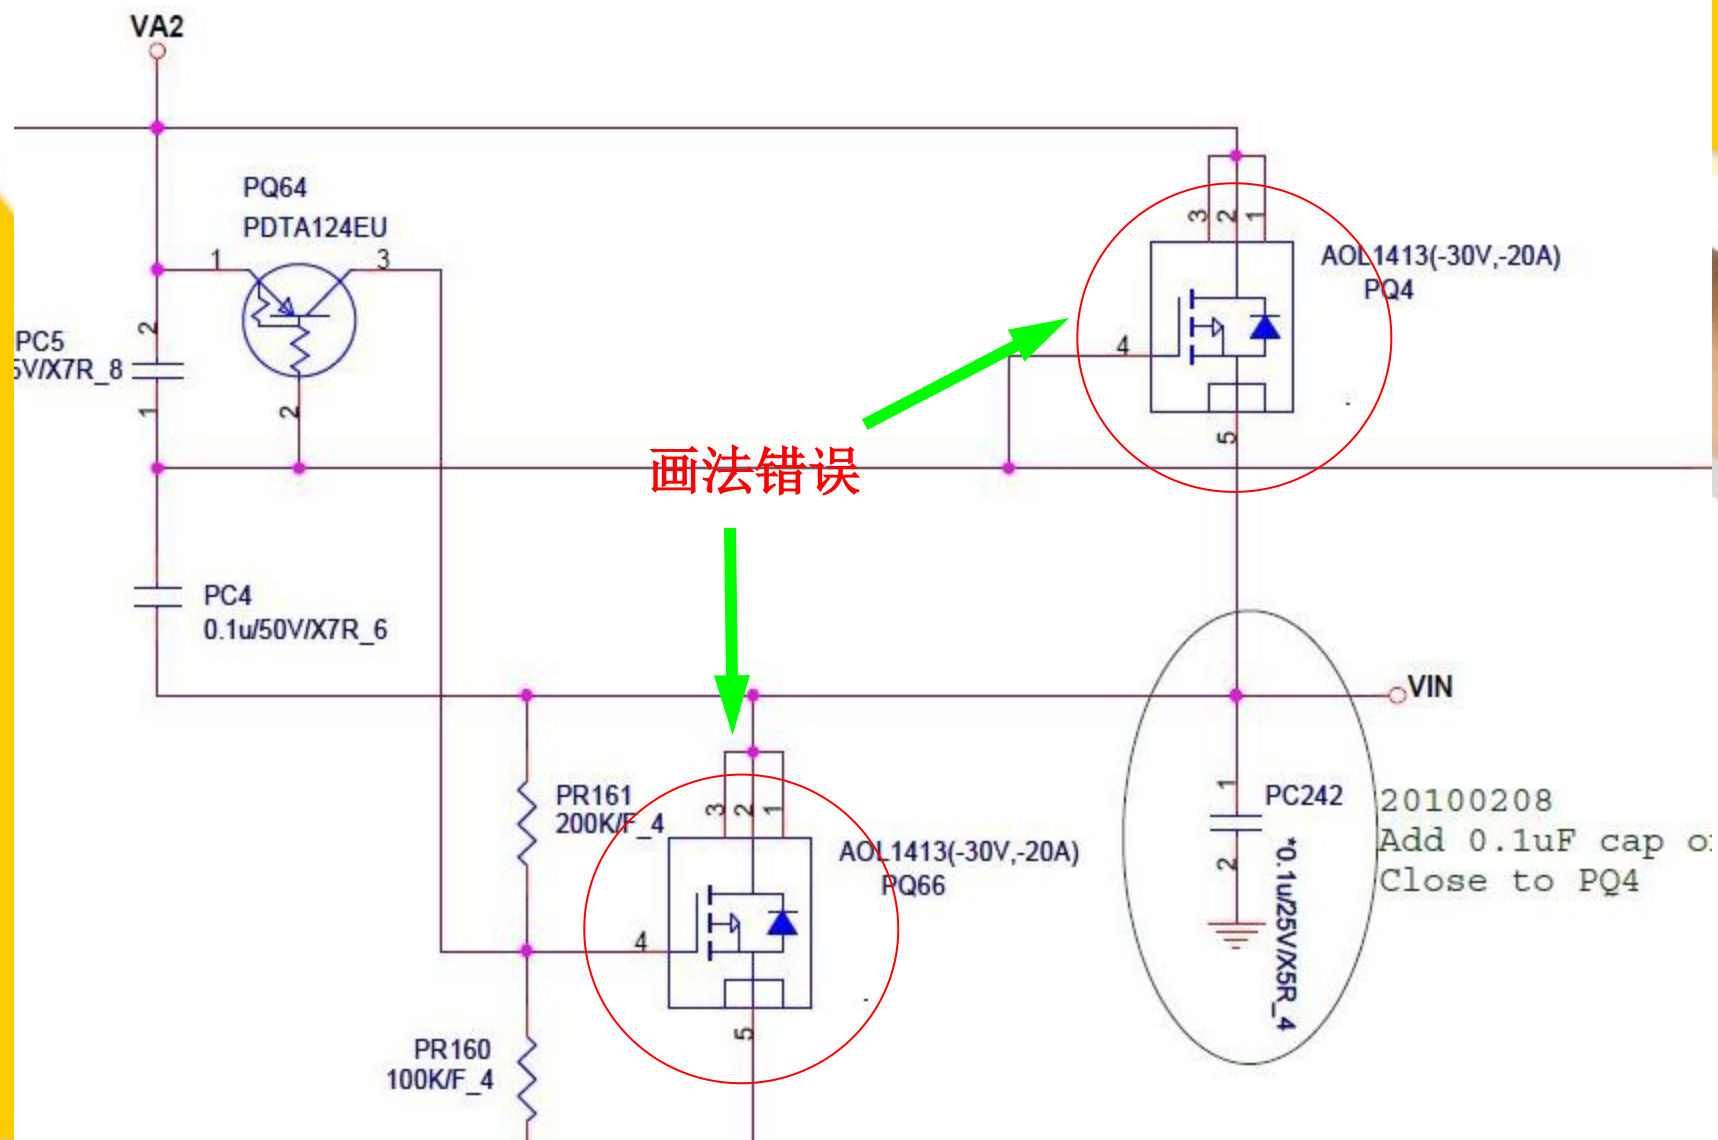 VA2
PQ64
PDTA124EU
1
3
2
PC5
5V/X7R_8
2
1
3
2
1
AOL1413(-30V,-20A)
PQ4
4
5
画法错误
PC4
0.1u/50V/X7R_6
VIN
PR161
200K/F_4
3
2
1
AOL1413(-30V,-20A)
PQ66
4
5
1
PC242
2
*0.1u/25V/X5R_4
20100208
Add 0.1uF cap
Close to PQ4
PR160
100K/F_4